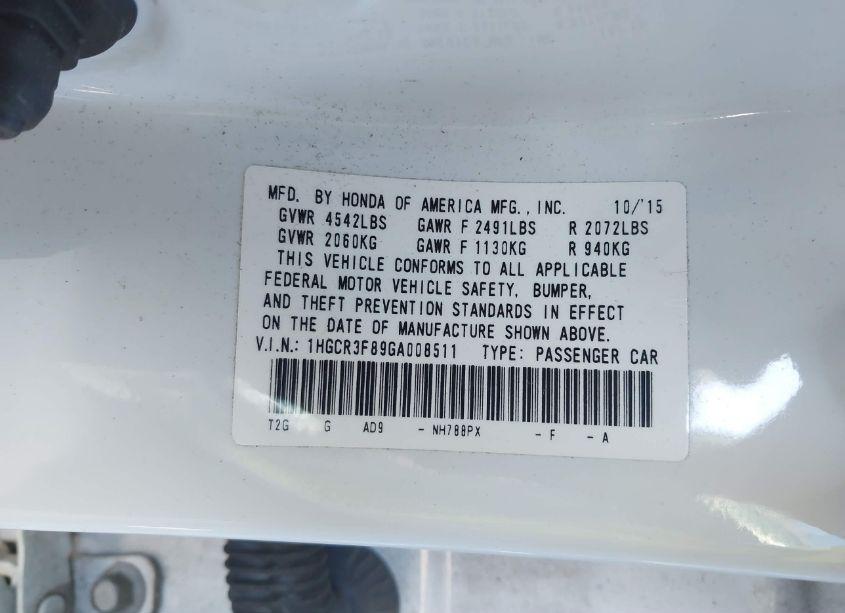 MFD. BY HONDA OF AMERICA MFG., INC. 10/'15
GVWR 4542LBS GAWR F 2491LBS R 2072LBS
GVWR 2060KG GAWR F 1130KG R 940KG
THIS VEHICLE CONFORMS TO ALL APPLICABLE
FEDERAL MOTOR VEHICLE SAFETY, BUMPER,
AND THEFT PREVENTION STANDARDS IN EFFECT
ON THE DATE OF MANUFACTURE SHOWN ABOVE.
V.I.N.: 1HGCR3F89GA008511 TYPE: PASSENGER CAR
T2G G AD9 - NH788PX - F - A